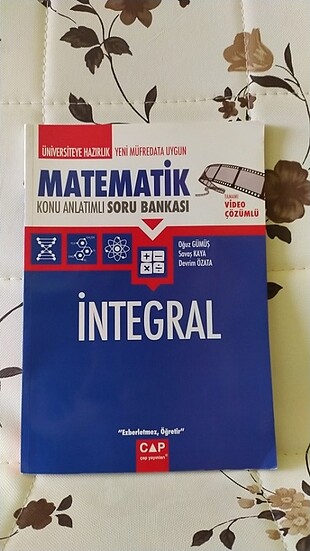 ÜNİVERSİTEYE HAZIRLIK YENİ MÜFREDATA UYGUN
MATEMATİK
KONU ANLATIMLI SORU BANKASI
TAMAMI
VİDEO
ÇÖZÜMLÜ
Oğuz GÜMÜŞ
Savaş KAYA
Devrim ÖZATA
İNTEGRAL
"Ezberletmez, Öğretir"
CAP
çap yayınları